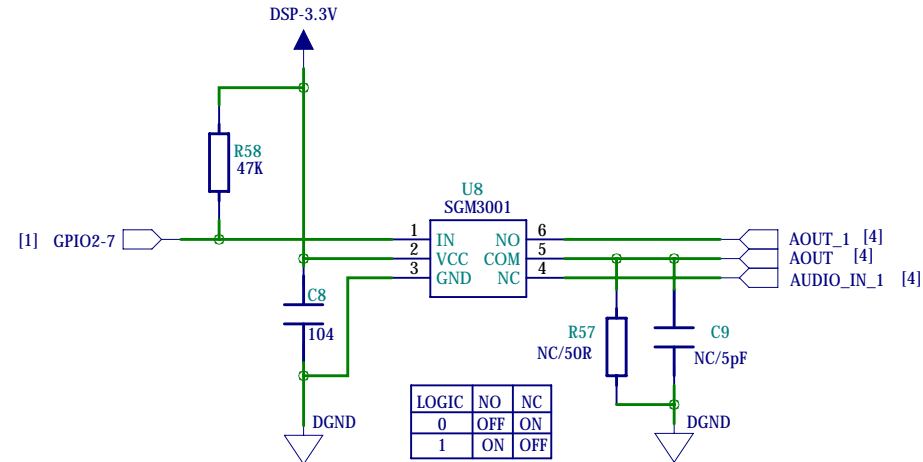 DSP-3.3V
R58
47K
U8
SGM3001
[1] GPIO2-7
1 IN NO 6
2 VCC COM 5
3 GND NC 4
AOUT_1 [4]
AOUT [4]
AUDIO_IN_1 [4]
C8
104
R57
NC/50R
C9
NC/5pF
DGND
LOGIC NO NC
0 OFF ON
1 ON OFF
DGND